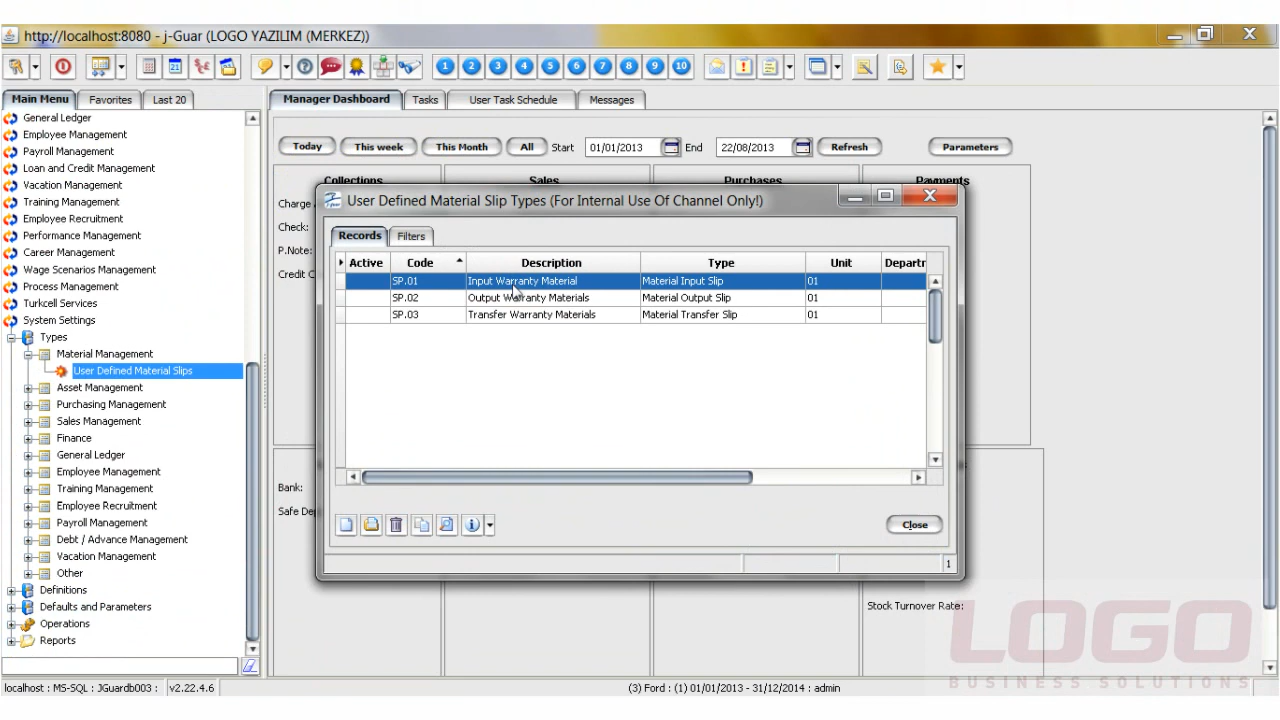 http://localhost:8080 - j-Guar (LOGO YAZILIM (MERKEZ))
1 2 3 4 5 6 7 8 9 10
Main Menu Favorites Last 20
Manager Dashboard Tasks User Task Schedule Messages
General Ledger
Employee Management
Payroll Management
Loan and Credit Management
Vacation Management
Training Management
Employee Recruitment
Performance Management
Career Management
Wage Scenarios Management
Process Management
Turkcell Services
System Settings
Types
Material Management
User Defined Material Slips
Asset Management
Purchasing Management
Sales Management
Finance
General Ledger
Employee Management
Training Management
Employee Recruitment
Payroll Management
Debt / Advance Management
Vacation Management
Other
Definitions
Defaults and Parameters
Operations
Reports
Today This week This Month All Start 01/01/2013 End 22/08/2013 Refresh Parameters
Collections Sales Purchases Payments
Charge
Check:
P.Note:
Credit C
Bank:
Safe Dep
User Defined Material Slip Types (For Internal Use Of Channel Only!)
Records Filters
Active Code Description Type Unit Departr
SP.01 Input Warranty Material Material Input Slip 01
SP.02 Output Warranty Materials Material Output Slip 01
SP.03 Transfer Warranty Materials Material Transfer Slip 01
Close
1
Stock Turnover Rate:
LOGO
BUSINESS SOLUTIONS
localhost : MS-SQL : JGuardb003 : v2.22.4.6 (3) Ford : (1) 01/01/2013 - 31/12/2014 : admin